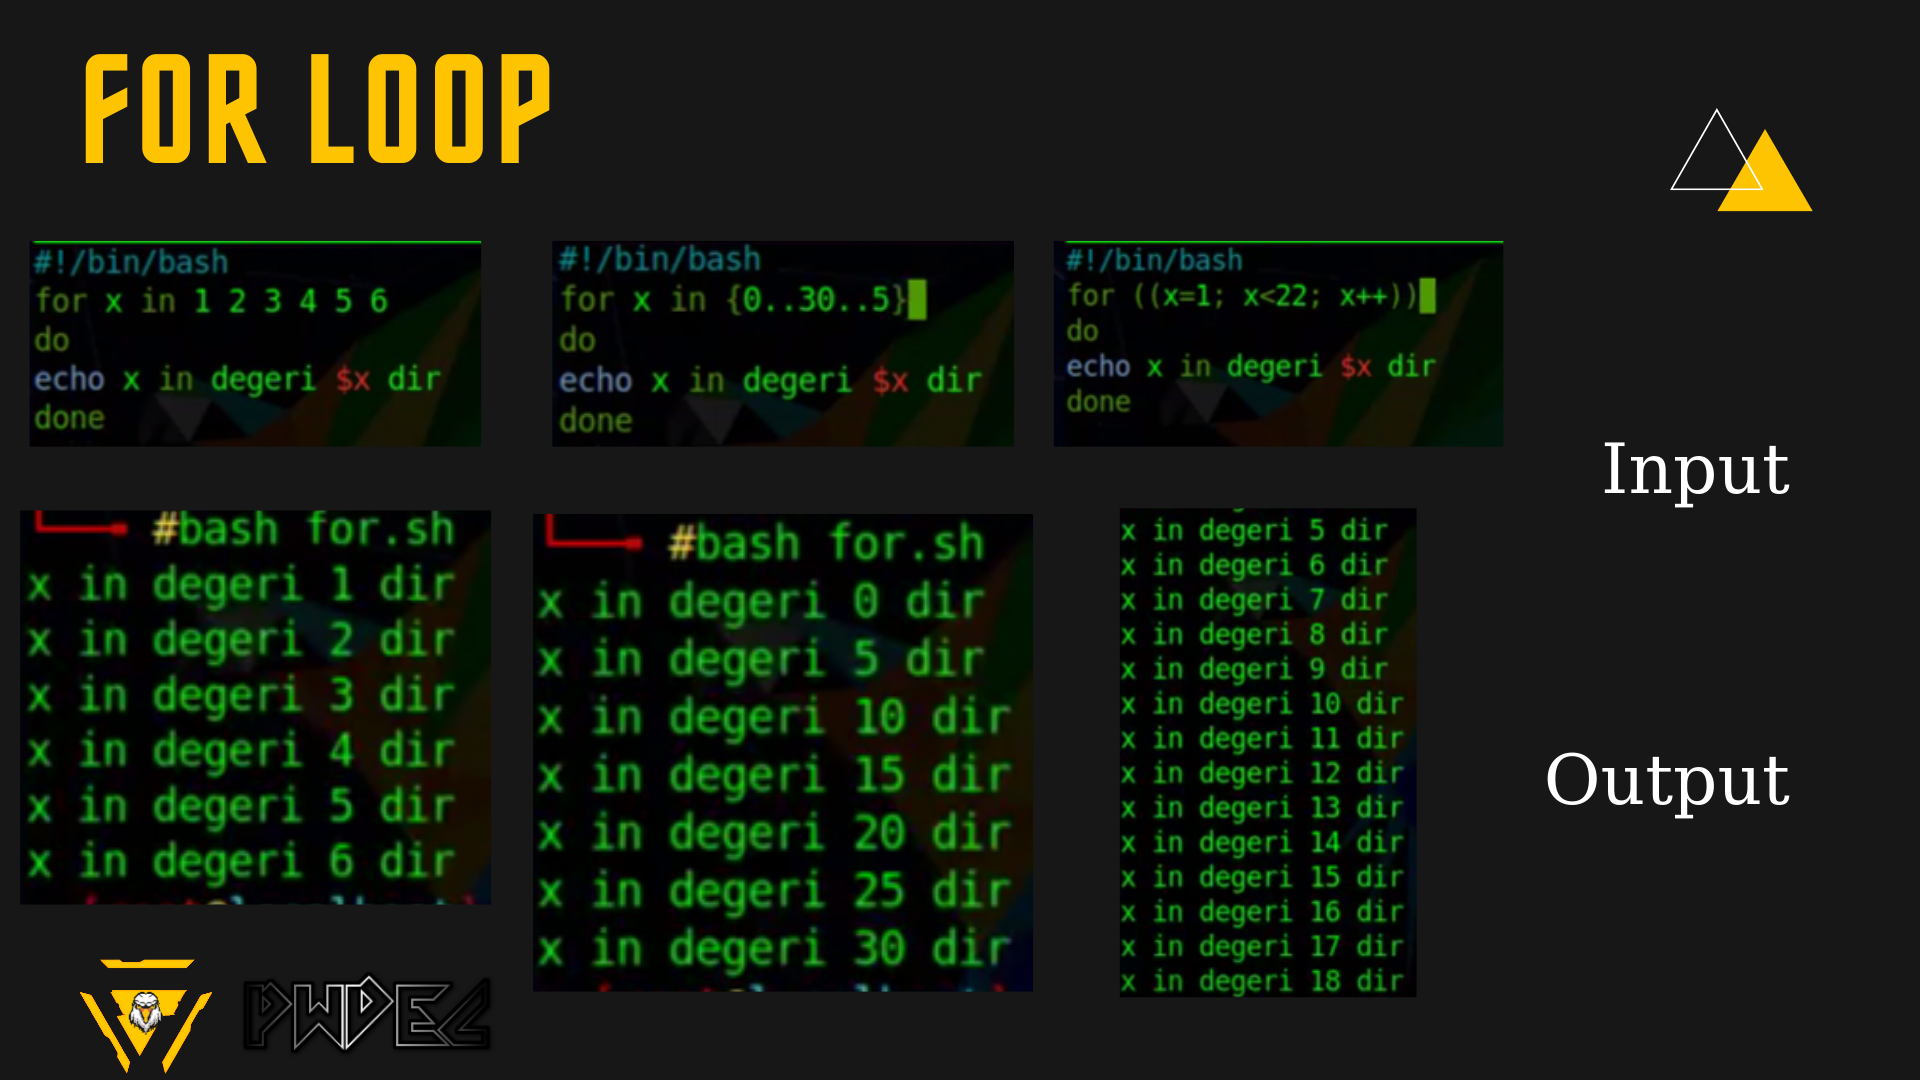 FOR LOOP
#!/bin/bash
for x in 1 2 3 4 5 6
do
echo x in degeri $x dir
done
#!/bin/bash
for x in {0..30..5}
do
echo x in degeri $x dir
done
#!/bin/bash
for ((x=1; x<22; x++))
do
echo x in degeri $x dir
done
Input
#bash for.sh
x in degeri 1 dir
x in degeri 2 dir
x in degeri 3 dir
x in degeri 4 dir
x in degeri 5 dir
x in degeri 6 dir
#bash for.sh
x in degeri 0 dir
x in degeri 5 dir
x in degeri 10 dir
x in degeri 15 dir
x in degeri 20 dir
x in degeri 25 dir
x in degeri 30 dir
x in degeri 5 dir
x in degeri 6 dir
x in degeri 7 dir
x in degeri 8 dir
x in degeri 9 dir
x in degeri 10 dir
x in degeri 11 dir
x in degeri 12 dir
x in degeri 13 dir
x in degeri 14 dir
x in degeri 15 dir
x in degeri 16 dir
x in degeri 17 dir
x in degeri 18 dir
Output